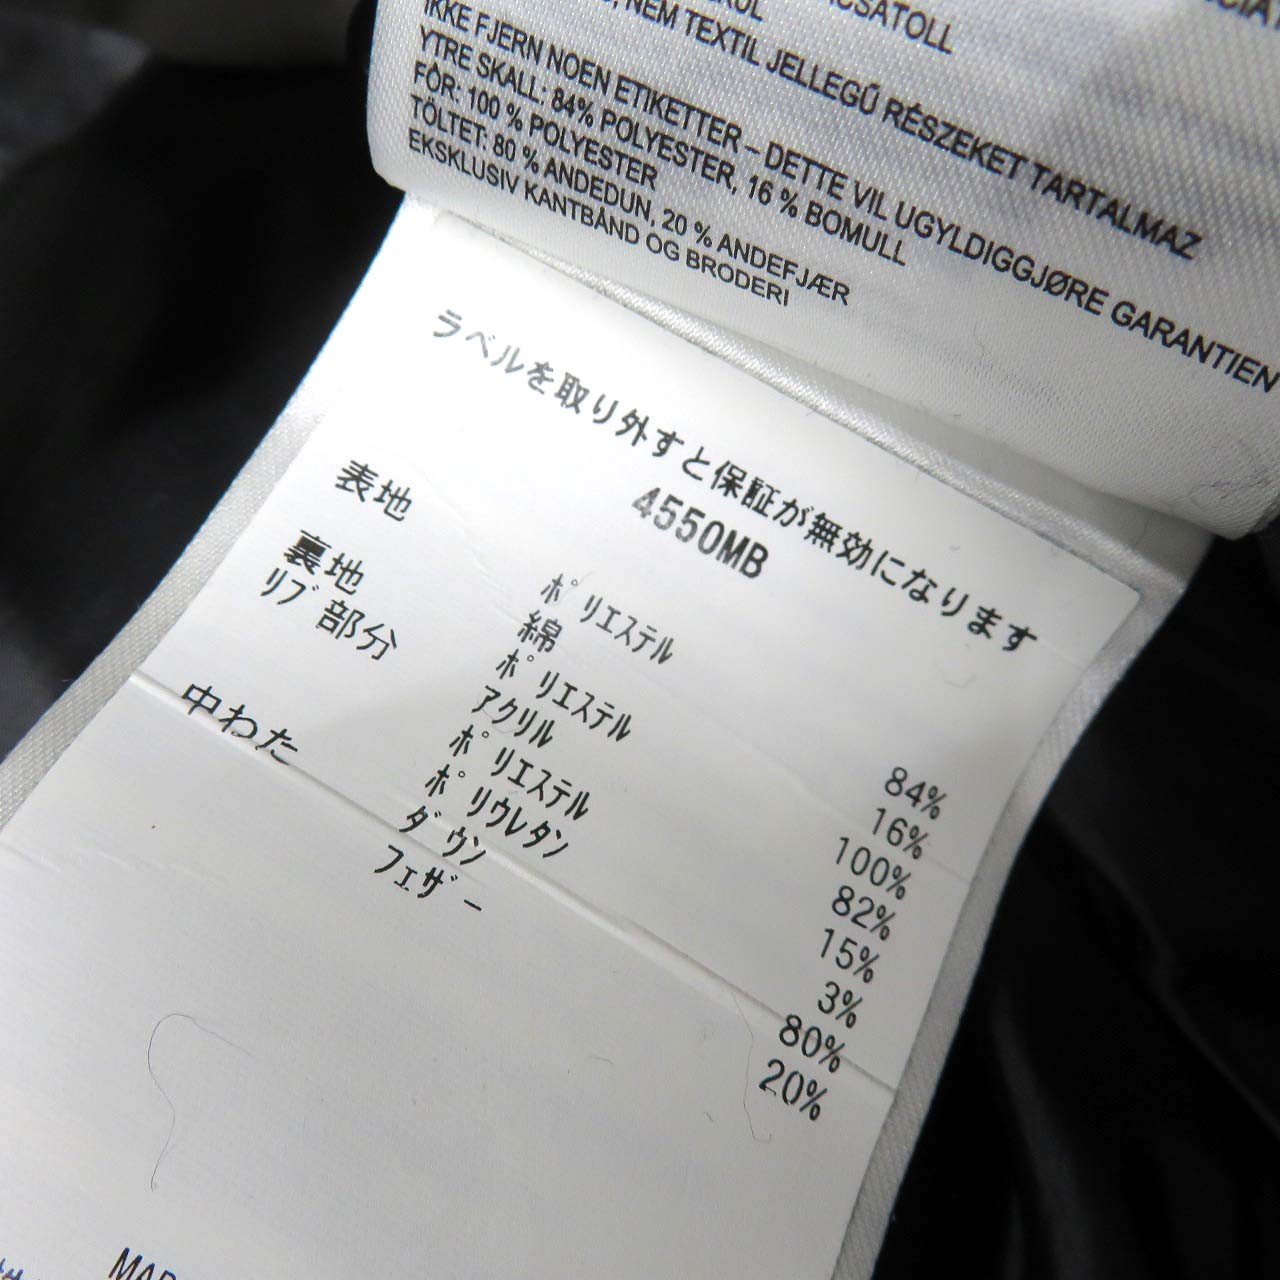 CSATOLL
, NEM TEXTIL JELLEGŰ RÉSZEKET TARTALMAZ
IKKE FJERN NOEN ETIKETTER – DETTE VIL UGYLDIGGJØRE GARANTIEN
YTRE SKALL: 84% POLYESTER, 16 % BOMULL
FÔR: 100 % POLYESTER
TÖLTET: 80 % ANDEDUN, 20 % ANDEFJÆR
EKSKLUSIV KANTBÅND OG BRODERI
ラベルを取り外すと保証が無効になります
4550MB
表地 ポリエステル 84%
綿 16%
裏地 ポリエステル 100%
リブ部分 アクリル 82%
ポリエステル 15%
ポリウレタン 3%
中わた ダウン 80%
フェザー 20%